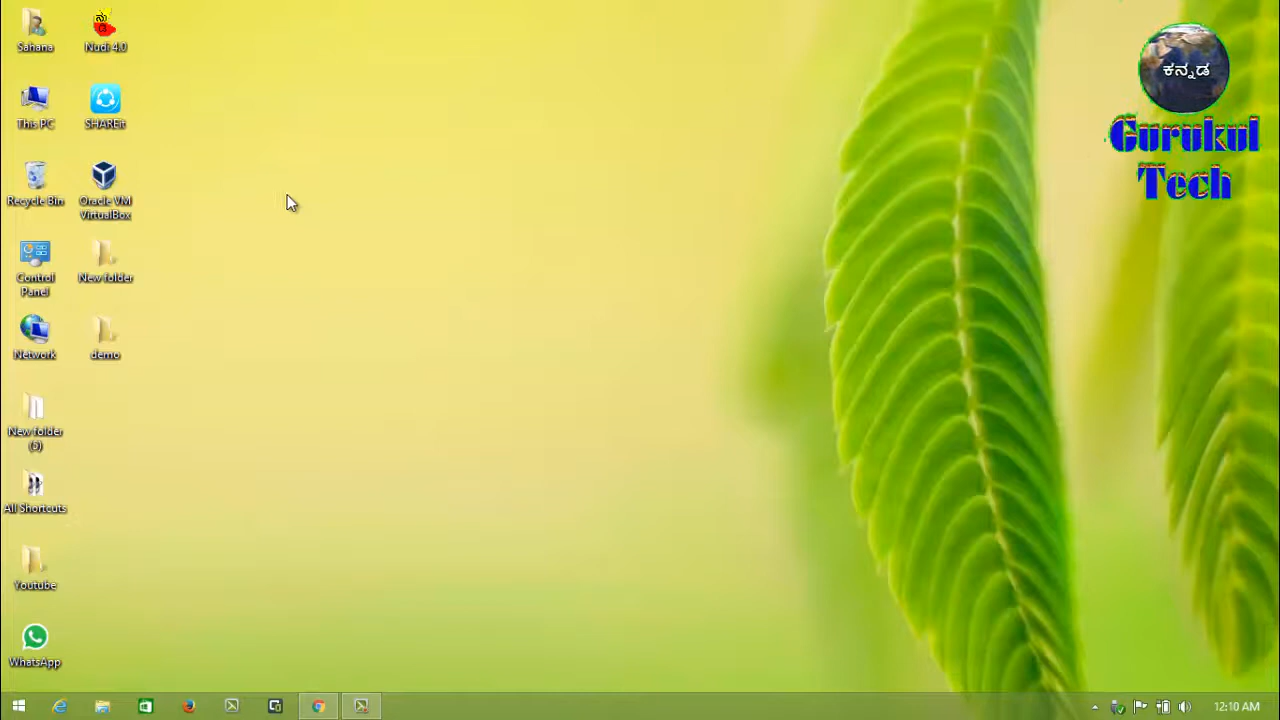 Sahana
Nudi 4.0
This PC
SHAREit
Recycle Bin
Oracle VM
VirtualBox
Control
Panel
New folder
Network
demo
New folder
(5)
All Shortcuts
Youtube
WhatsApp
ಕನ್ನಡ
Gurukul
Tech
12:10 AM